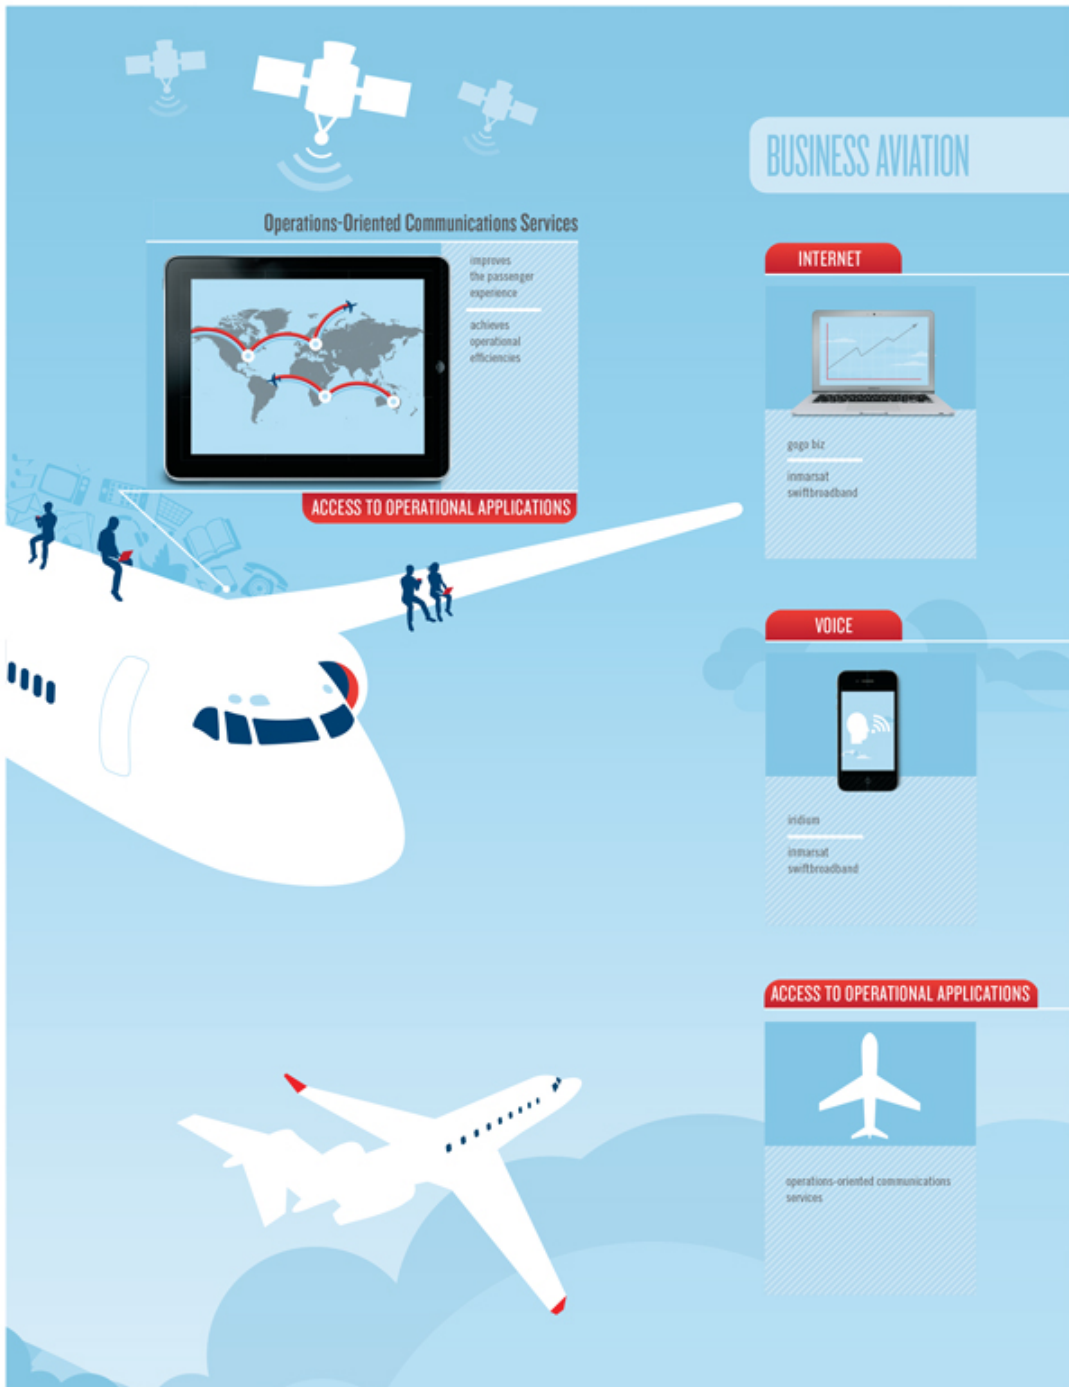 BUSINESS AVIATION
Operations-Oriented Communications Services
improves
the passenger
experience
achieves
operational
efficiencies
ACCESS TO OPERATIONAL APPLICATIONS
INTERNET
gogo biz
inmarsat
swiftbroadband
VOICE
iridium
inmarsat
swiftbroadband
ACCESS TO OPERATIONAL APPLICATIONS
operations-oriented communications
services